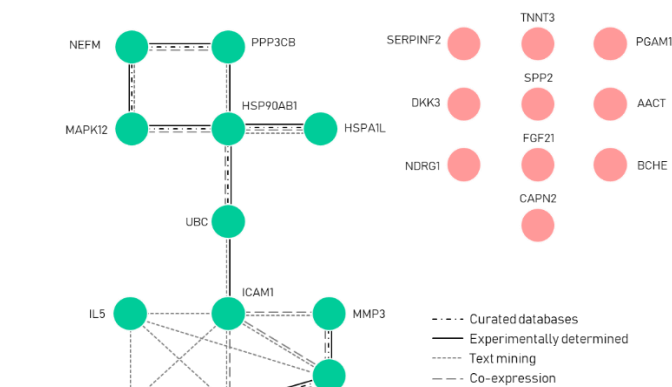 TNNT3
NEFM
PPP3CB
SERPINF2
PGAM1
SPP2
HSP90AB1
DKK3
AACT
MAPK12
HSPA1L
FGF21
NDRG1
BCHE
CAPN2
UBC
ICAM1
IL5
MMP3
Curated databases
Experimentally determined
Text mining
Co-expression